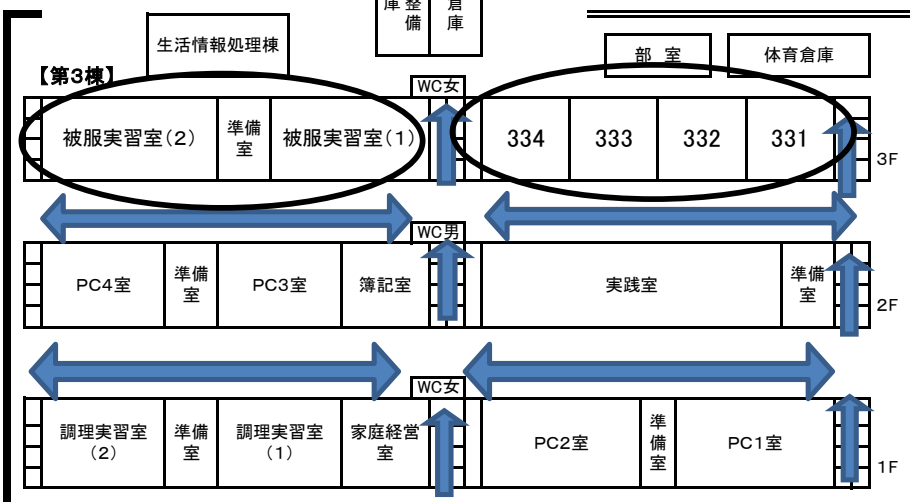 庫 整備
倉庫
生活情報処理棟
部 室
体育倉庫
【第3棟】
WC女
被服実習室(2)
準備室
被服実習室(1)
334
333
332
331
3F
WC男
PC4室
準備室
PC3室
簿記室
実践室
準備室
2F
WC女
調理実習室
(2)
準備室
調理実習室
(1)
家庭経営室
PC2室
準備室
PC1室
1F